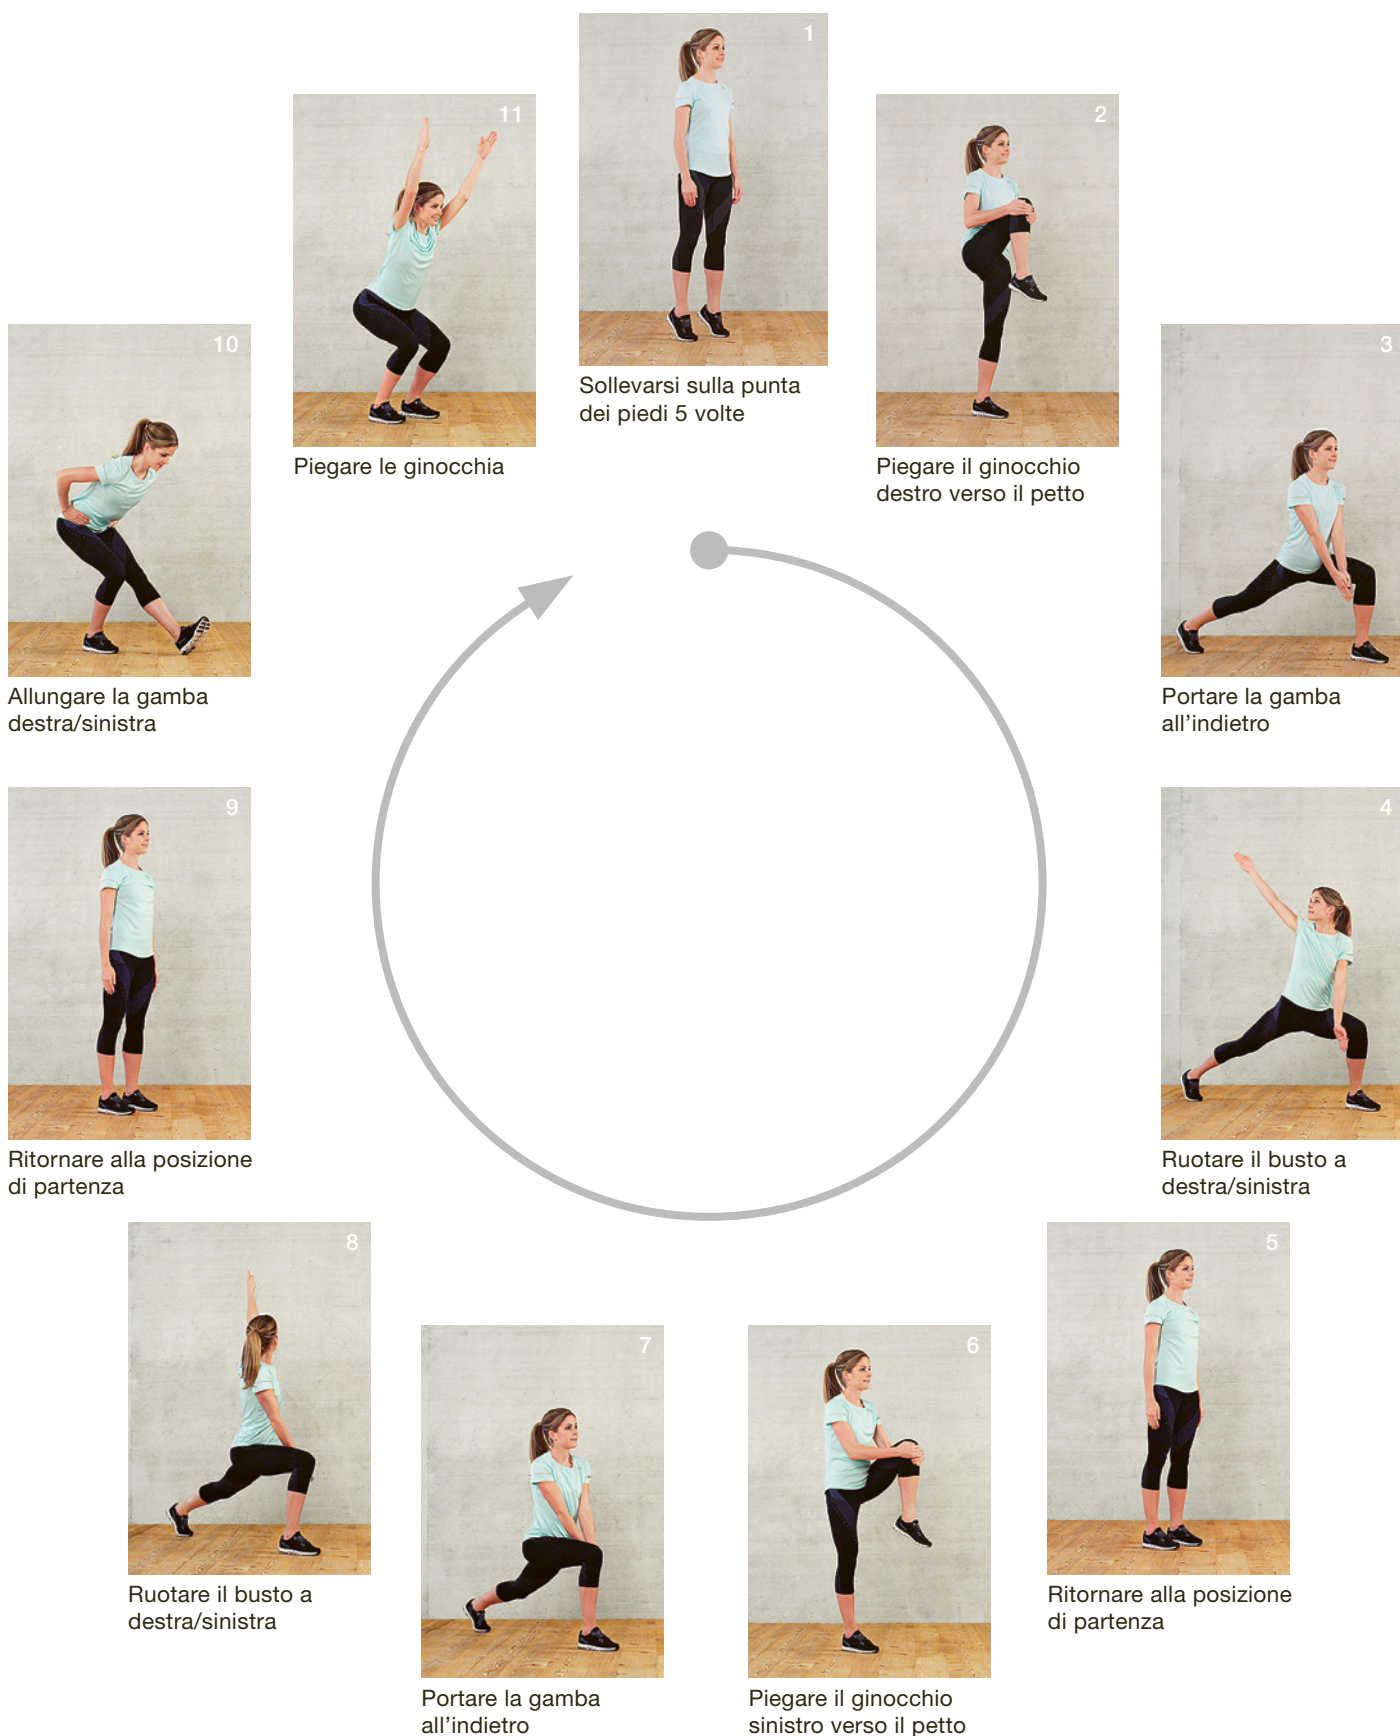 1
Sollevarsi sulla punta
dei piedi 5 volte
2
Piegare il ginocchio
destro verso il petto
3
Portare la gamba
all’indietro
4
Ruotare il busto a
destra/sinistra
5
Ritornare alla posizione
di partenza
6
Piegare il ginocchio
sinistro verso il petto
7
Portare la gamba
all’indietro
8
Ruotare il busto a
destra/sinistra
9
Ritornare alla posizione
di partenza
10
Allungare la gamba
destra/sinistra
11
Piegare le ginocchia